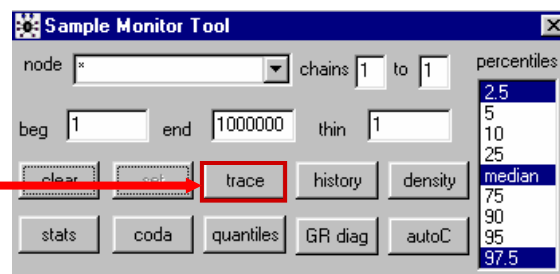 Sample Monitor Tool
node * chains 1 to 1 percentiles
2.5
5
10
25
median
75
90
95
97.5
beg 1 end 1000000 thin 1
clear set trace history density
stats coda quantiles GR diag autoC